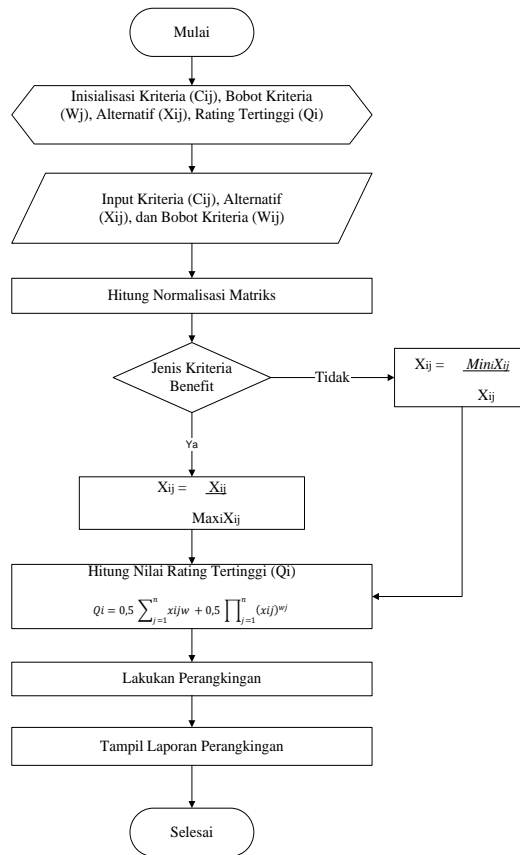 Mulai
Inisialisasi Kriteria (Cij), Bobot Kriteria
(Wj), Alternatif (Xij), Rating Tertinggi (Qi)
Input Kriteria (Cij), Alternatif
(Xij), dan Bobot Kriteria (Wij)
Hitung Normalisasi Matriks
Jenis Kriteria
Benefit
Tidak
Xij = MiniXij
Xij
Ya
Xij = Xij
MaxiXij
Hitung Nilai Rating Tertinggi (Qi)
Qi = 0,5 ∑ⁿⱼ₌₁ xijw + 0,5 ∏ⁿⱼ₌₁ (xij)ʷʲ
Lakukan Perangkingan
Tampil Laporan Perangkingan
Selesai